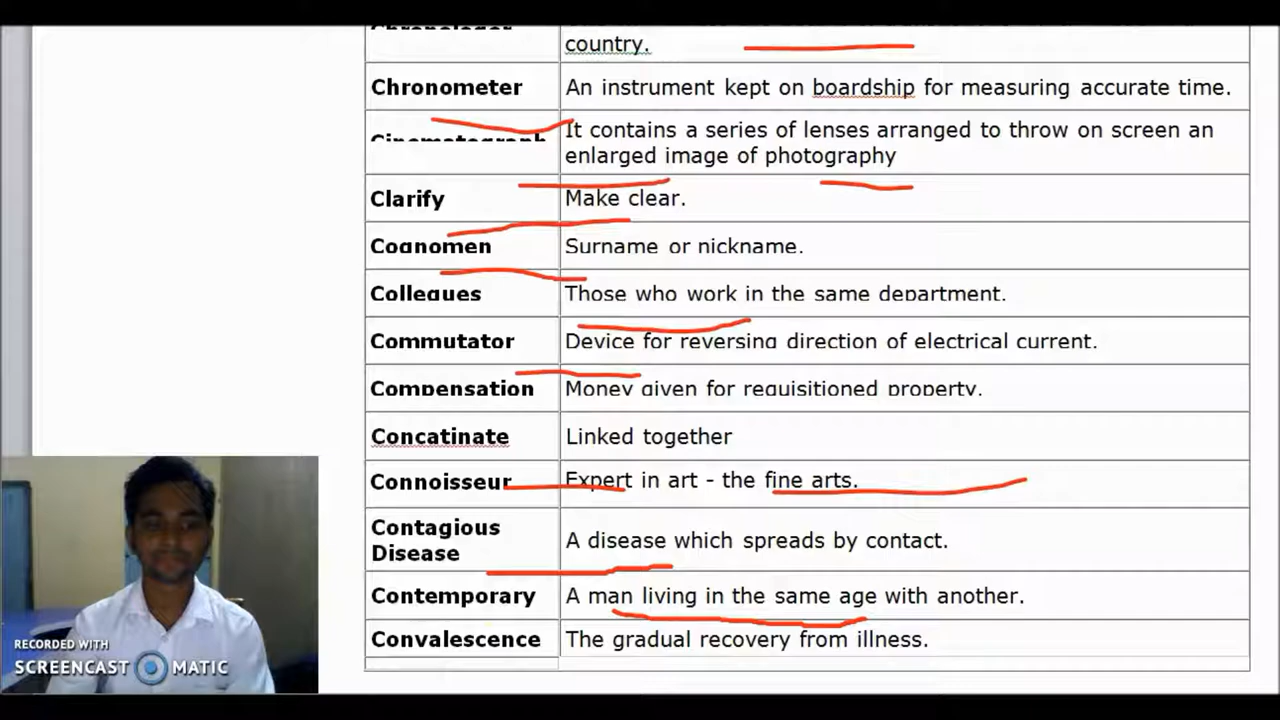 country.
Chronometer An instrument kept on boardship for measuring accurate time.
Cinematograph It contains a series of lenses arranged to throw on screen an
enlarged image of photography
Clarify Make clear.
Cognomen Surname or nickname.
Collegues Those who work in the same department.
Commutator Device for reversing direction of electrical current.
Compensation Money given for requisitioned property.
Concatinate Linked together
Connoisseur Expert in art - the fine arts.
Contagious
Disease A disease which spreads by contact.
Contemporary A man living in the same age with another.
Convalescence The gradual recovery from illness.
RECORDED WITH
SCREENCAST MATIC